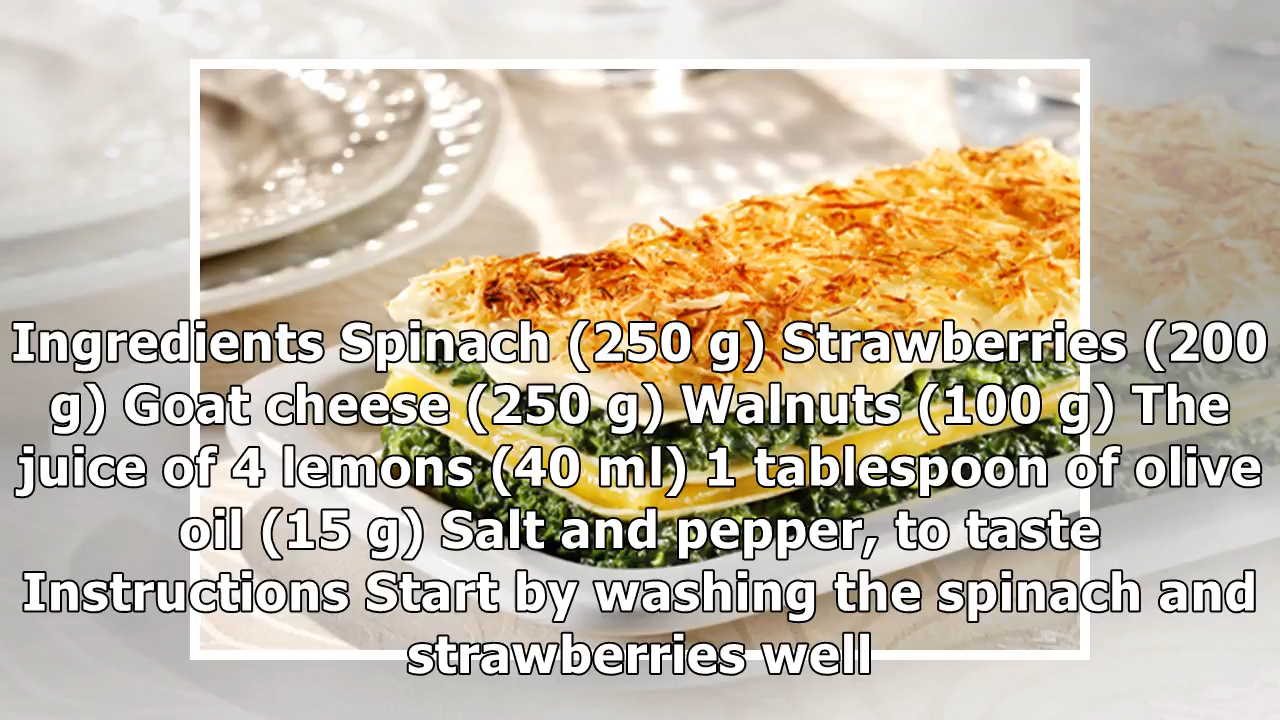 Ingredients Spinach (250 g) Strawberries (200
g) Goat cheese (250 g) Walnuts (100 g) The
juice of 4 lemons (40 ml) 1 tablespoon of olive
oil (15 g) Salt and pepper, to taste
Instructions Start by washing the spinach and
strawberries well